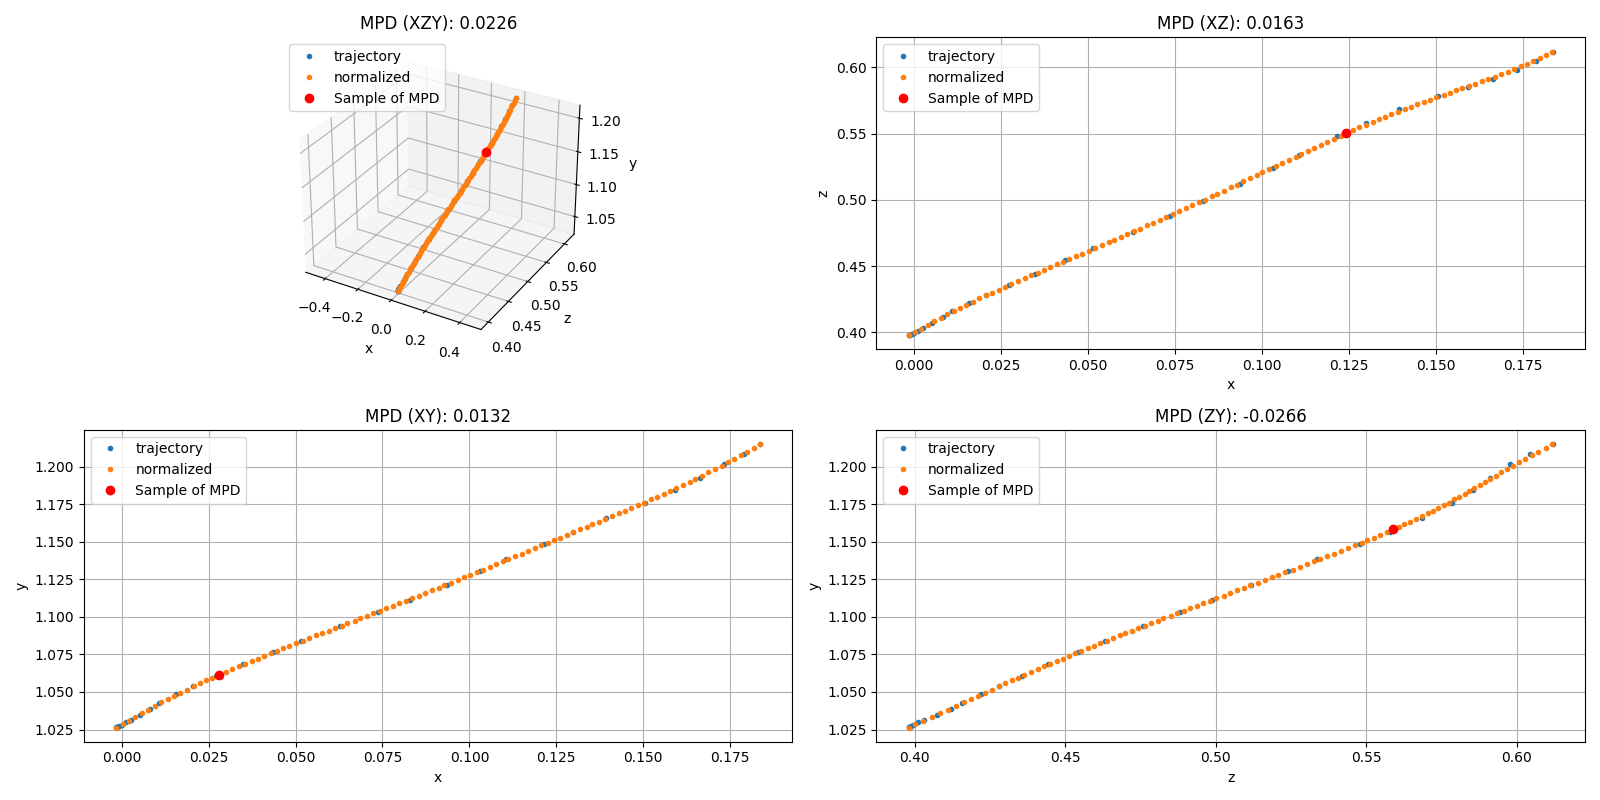 MPD (XZY): 0.0226
trajectory
normalized
Sample of MPD
1.20
1.15
1.10
1.05
y
0.60
0.55
0.50
0.45
0.40
z
−0.4
−0.2
0.0
0.2
0.4
x
MPD (XZ): 0.0163
trajectory
normalized
Sample of MPD
0.60
0.55
0.50
0.45
0.40
z
0.000 0.025 0.050 0.075 0.100 0.125 0.150 0.175
x
MPD (XY): 0.0132
trajectory
normalized
Sample of MPD
1.200
1.175
1.150
1.125
1.100
1.075
1.050
1.025
y
0.000 0.025 0.050 0.075 0.100 0.125 0.150 0.175
x
MPD (ZY): -0.0266
trajectory
normalized
Sample of MPD
1.200
1.175
1.150
1.125
1.100
1.075
1.050
1.025
y
0.40 0.45 0.50 0.55 0.60
z